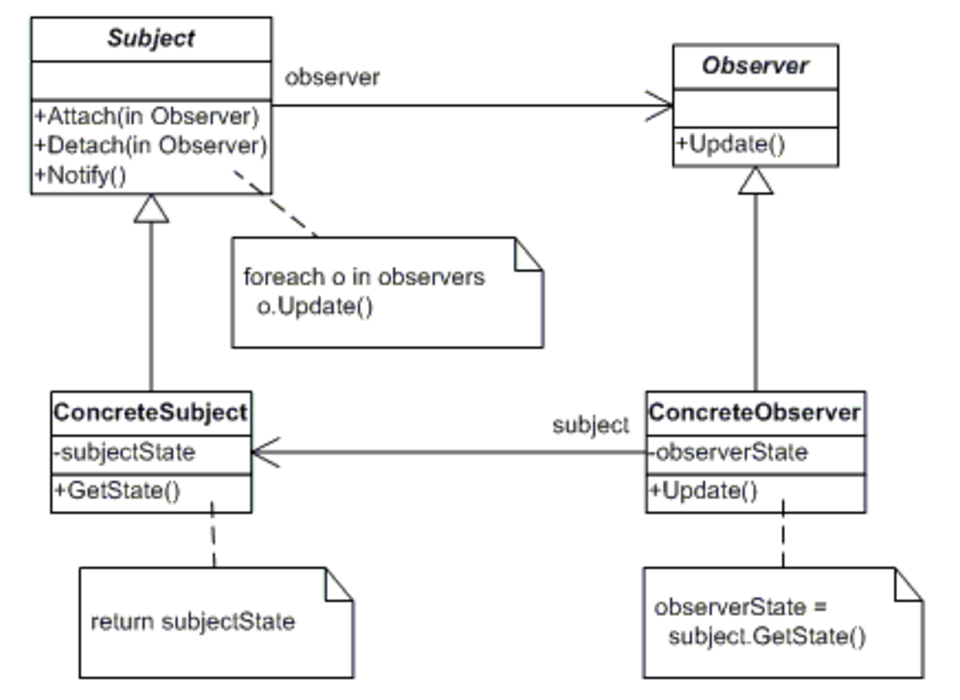 Subject
+Attach(in Observer)
+Detach(in Observer)
+Notify()
observer
Observer
+Update()
foreach o in observers
o.Update()
ConcreteSubject
-subjectState
+GetState()
subject
ConcreteObserver
-observerState
+Update()
return subjectState
observerState =
subject.GetState()